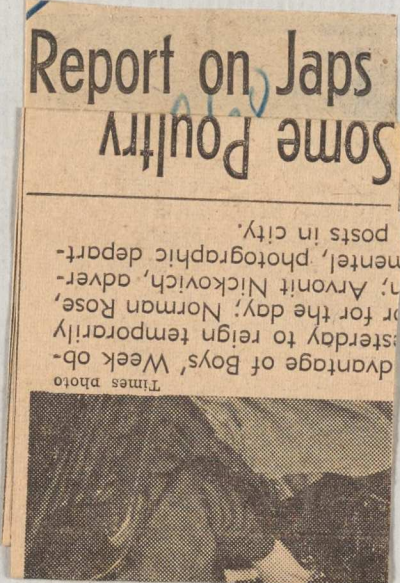 Report on Japs
Times photo
dvantage of Boys' Week ob-
sterday to reign temporarily
or for the day; Norman Rose,
n; Arvonit Nickovich, adver-
mental, photographic depart-
posts in city.
Some Poultry